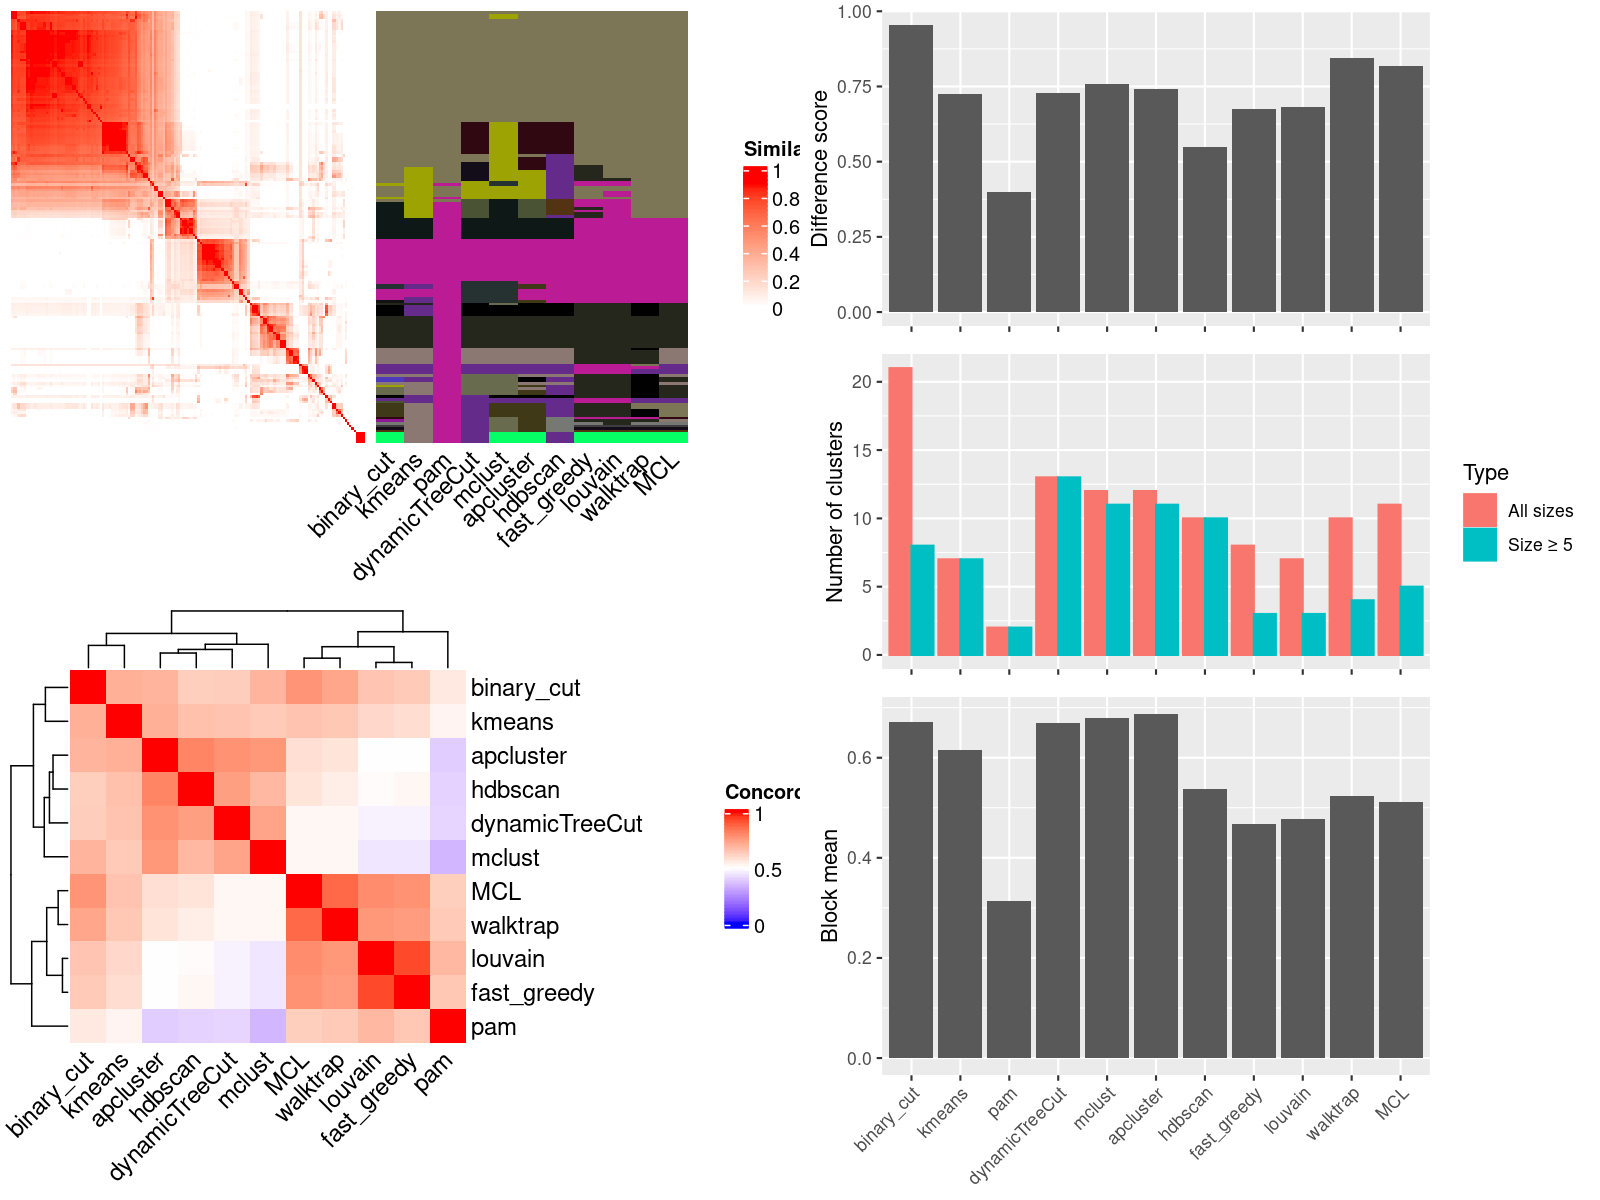 Simila
1
0.8
0.6
0.4
0.2
0
binary_cut
kmeans
pam
dynamicTreeCut
mclust
apcluster
hdbscan
fast_greedy
louvain
walktrap
MCL
1.00
0.75
0.50
0.25
0.00
Difference score
20
15
10
5
0
Number of clusters
Type
All sizes
Size ≥ 5
binary_cut
kmeans
apcluster
hdbscan
dynamicTreeCut
mclust
MCL
walktrap
louvain
fast_greedy
pam
binary_cut
kmeans
apcluster
hdbscan
dynamicTreeCut
mclust
MCL
walktrap
louvain
fast_greedy
pam
Concord
1
0.5
0
0.6
0.4
0.2
0.0
Block mean
binary_cut
kmeans
pam
dynamicTreeCut
mclust
apcluster
hdbscan
fast_greedy
louvain
walktrap
MCL